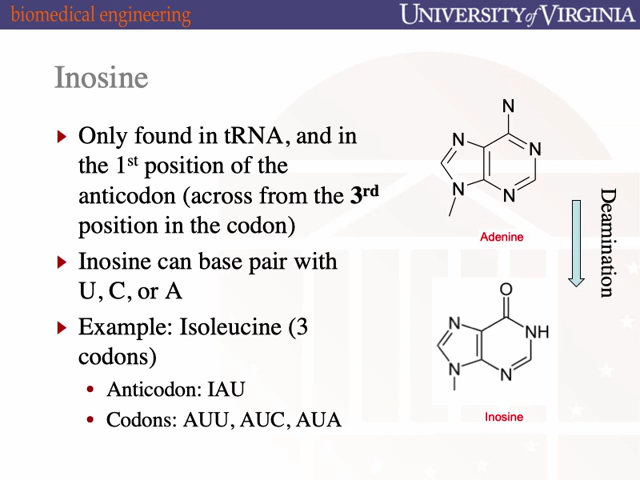 biomedical engineering
UNIVERSITY of VIRGINIA
Inosine
Only found in tRNA, and in
the 1st position of the
anticodon (across from the 3rd
position in the codon)
Inosine can base pair with
U, C, or A
Example: Isoleucine (3
codons)
• Anticodon: IAU
• Codons: AUU, AUC, AUA
N
N
N
N
N
Adenine
Deamination
O
N
NH
N
N
Inosine